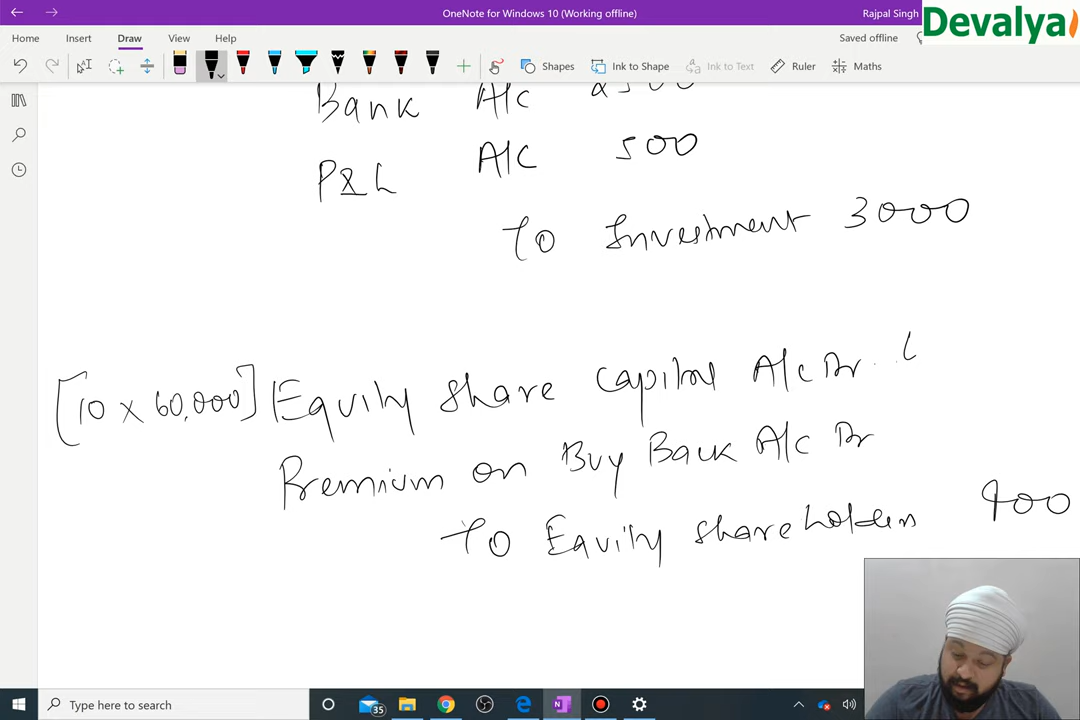 OneNote for Windows 10 (Working offline)
Rajpal Singh
Devalya
Home Insert Draw View Help
Saved offline
Shapes Ink to Shape Ink to Text Ruler Maths
Bank A/c 2500
P&L A/c 500
To Investment 3000
[10 x 60,000] Equity share capital A/c Dr. 6
Premium on Buy Back A/c Dr
To Equity shareholders 900
Type here to search
35